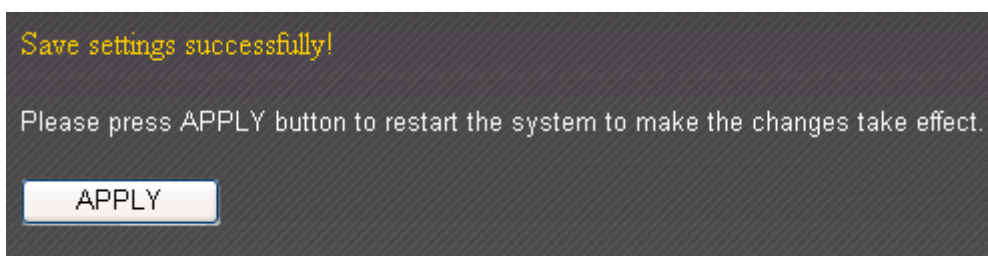 Save settings successfully!
Please press APPLY button to restart the system to make the changes take effect.
APPLY